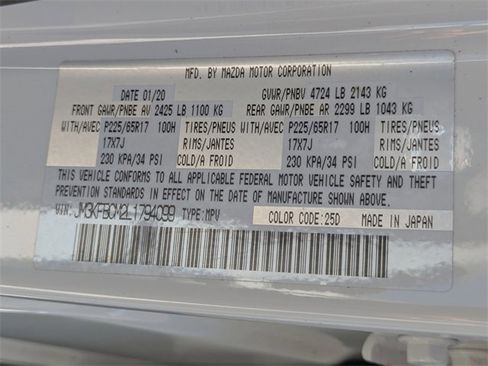 MFD. BY MAZDA MOTOR CORPORATION
DATE 01/20 GVWR/PNBV 4724 LB 2143 KG
FRONT GAWR/PNBE AV 2425 LB 1100 KG REAR GAWR/PNBE AR 2299 LB 1043 KG
WITH/AVEC P225/65R17 100H TIRES/PNEUS WITH/AVEC P225/65R17 100H TIRES/PNEUS
17X7J RIMS/JANTES 17X7J RIMS/JANTES
230 KPA/34 PSI COLD/A FROID 230 KPA/34 PSI COLD/A FROID
THIS VEHICLE CONFORMS TO ALL APPLICABLE FEDERAL MOTOR VEHICLE SAFETY AND THEFT
PREVENTION STANDARDS IN EFFECT ON THE DATE OF MANUFACTURE SHOWN ABOVE.
VIN: JM3KFBCM2L1794099 TYPE: MPV COLOR CODE:25D MADE IN JAPAN